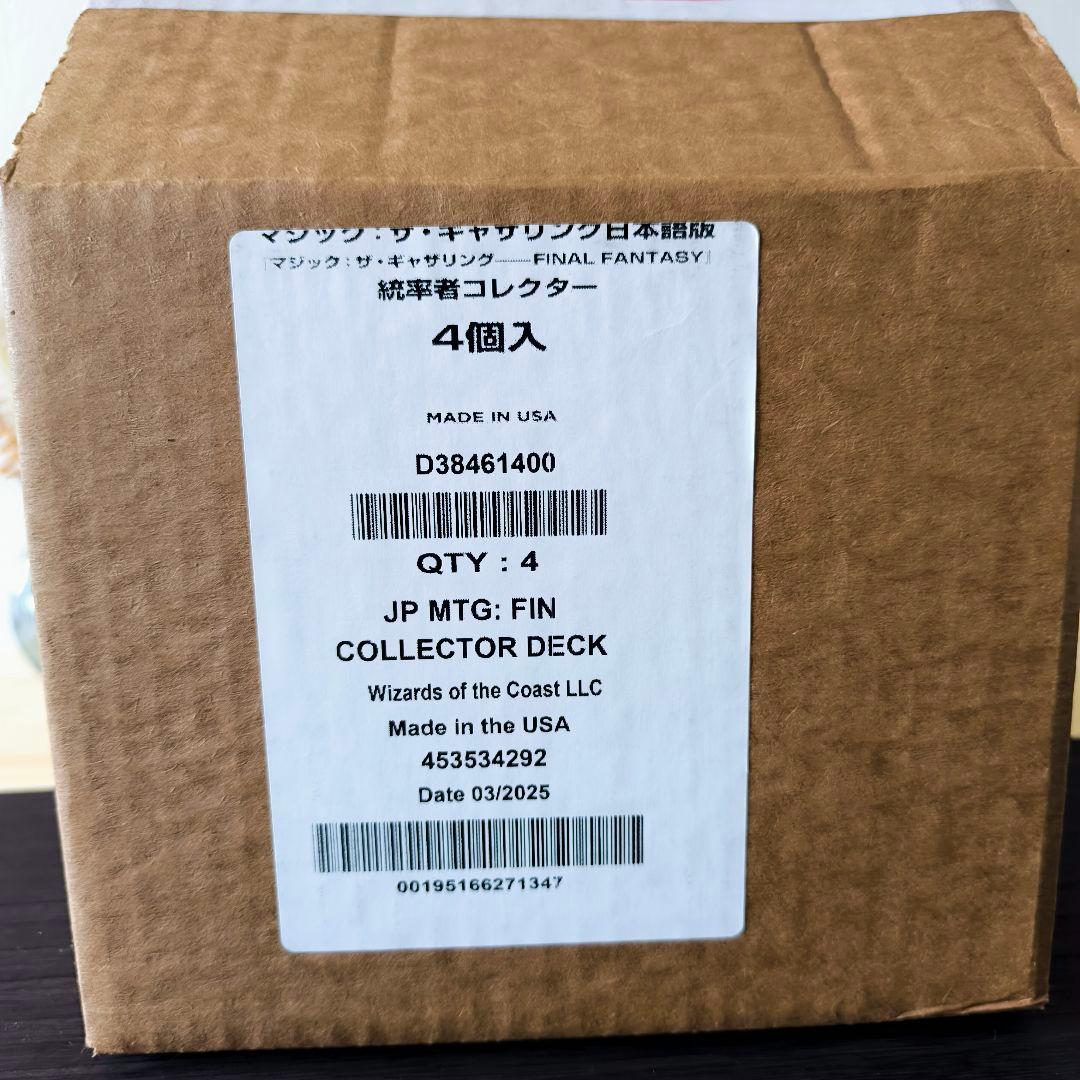 マジック:ザ・ギャザリング日本語版
『マジック:ザ・ギャザリング——FINAL FANTASY』
統率者コレクター
4個入
MADE IN USA
D38461400
QTY : 4
JP MTG: FIN
COLLECTOR DECK
Wizards of the Coast LLC
Made in the USA
453534292
Date 03/2025
00195166271347